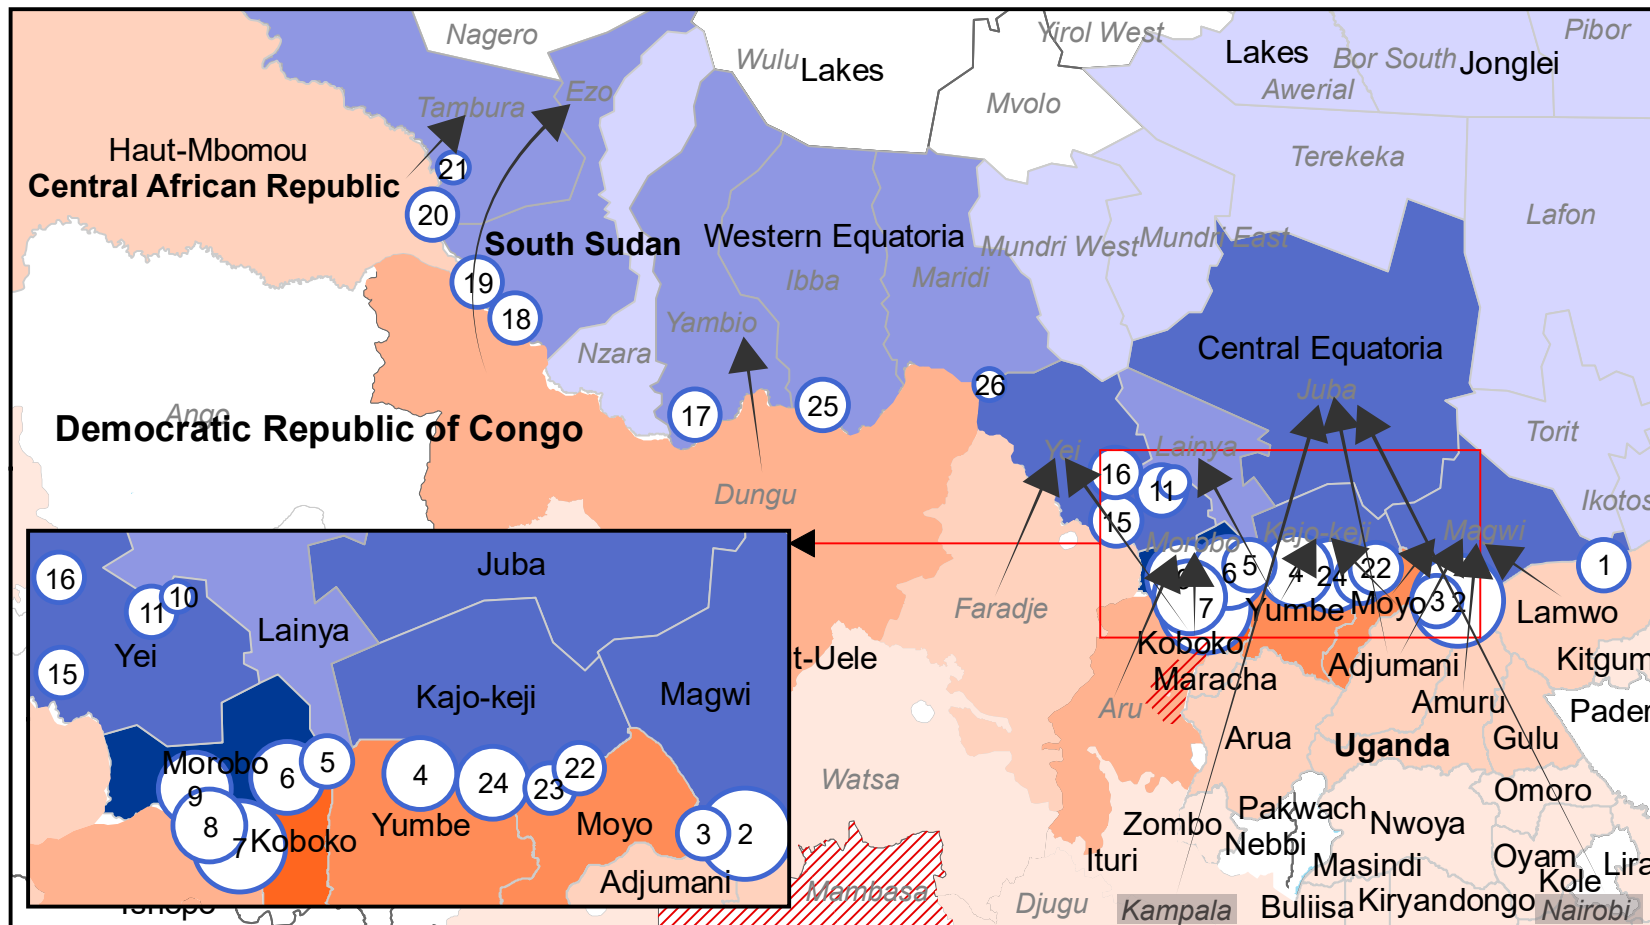 Nagero
Yirol West
Pibor
Wulu
Lakes
Lakes
Bor South
Jonglei
Ezo
Tambura
Mvolo
Awerial
Haut-Mbomou
Central African Republic
21
Terekeka
20
South Sudan
Western Equatoria
Mundri West
Mundri East
Lafon
19
Ibba
Maridi
18
Yambio
Nzara
Central Equatoria
26
Juba
17
25
Ango
Democratic Republic of Congo
Yei
Lainya
Torit
16
11
Dungu
Ikotos
15
Morobo
Kajo-keji
Magwi
6
5
4
24
22
1
7
Yumbe
Moyo
3
2
Lamwo
Faradje
Koboko
t-Uele
Adjumani
Kitgum
Maracha
Aru
Amuru
Pader
Arua
Uganda
Gulu
Watsa
Omoro
Zombo
Pakwach
Nebbi
Nwoya
Ituri
Masindi
Oyam
Lira
Kole
Mambasa
Djugu
Kampala
Buliisa
Kiryandongo
Nairobi
16
11
10
Juba
Yei
Lainya
15
Kajo-keji
Magwi
Morobo
9
6
5
4
24
23
22
8
7
Koboko
Yumbe
Moyo
3
2
Adjumani